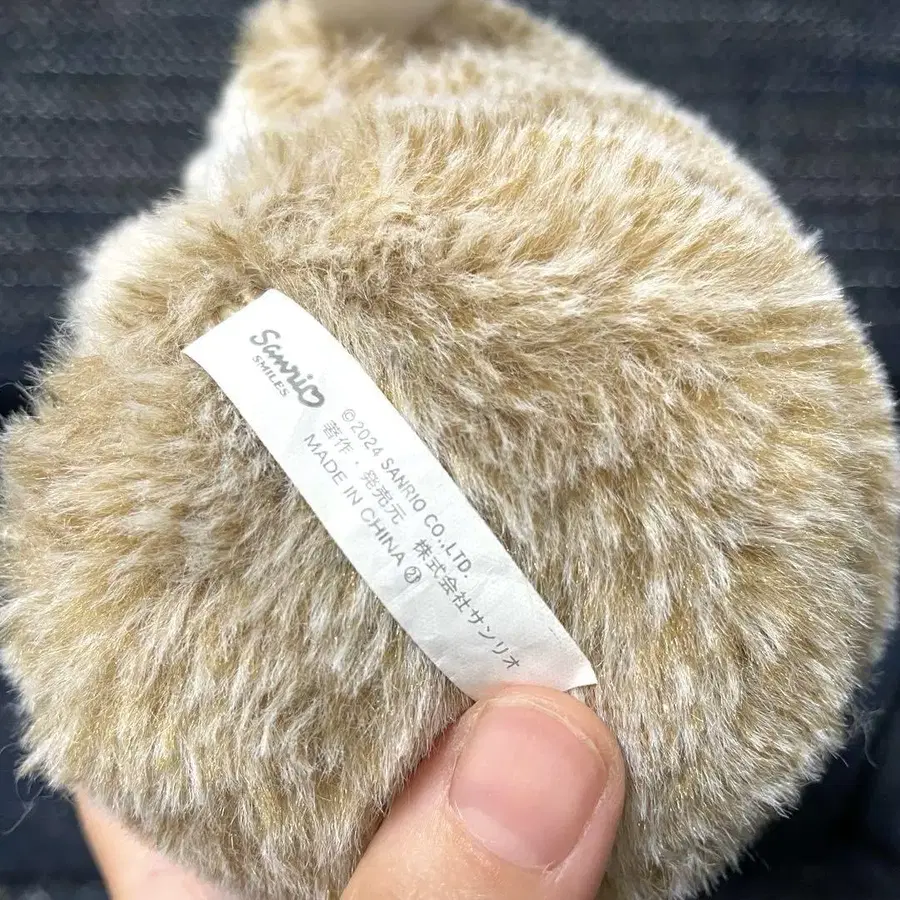 Sanrio
SMILES
©2024 SANRIO CO.,LTD.
著作・発売元 株式会社サンリオ
MADE IN CHINA ㉑